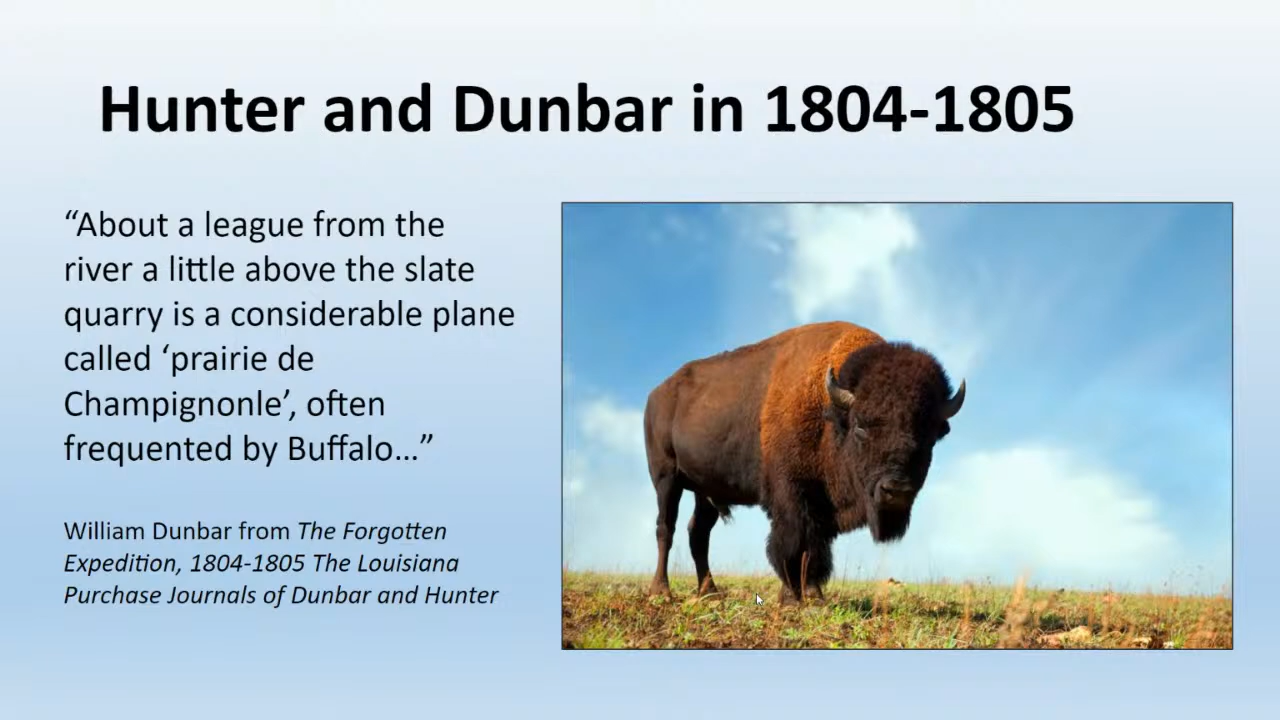 Hunter and Dunbar in 1804-1805
“About a league from the
river a little above the slate
quarry is a considerable plane
called ‘prairie de
Champignonle’, often
frequented by Buffalo…”
William Dunbar from The Forgotten
Expedition, 1804-1805 The Louisiana
Purchase Journals of Dunbar and Hunter